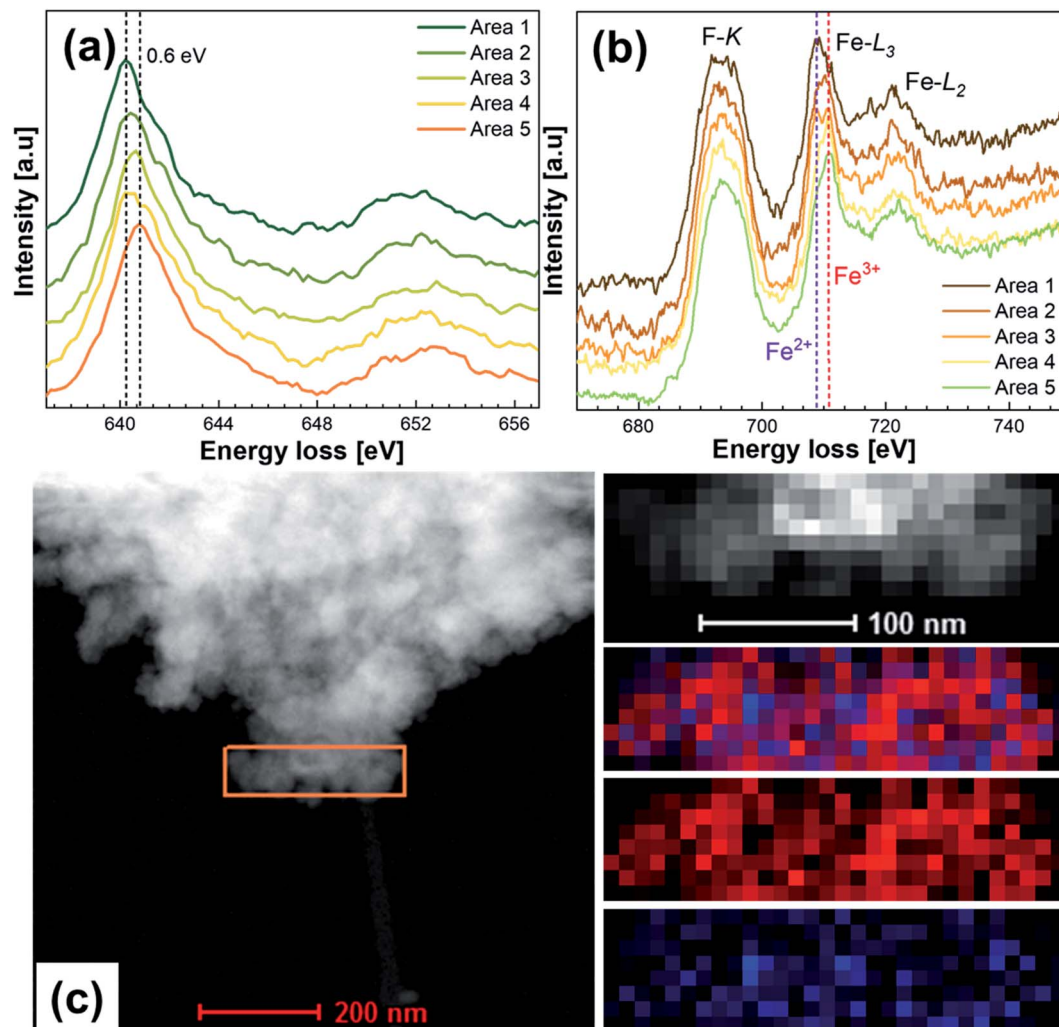 (a)
0.6 eV
Area 1
Area 2
Area 3
Area 4
Area 5
Intensity [a.u]
640
644
648
652
656
Energy loss [eV]
(b)
F-K
Fe-L3
Fe-L2
Fe3+
Fe2+
Area 1
Area 2
Area 3
Area 4
Area 5
Intensity [a.u]
680
700
720
740
Energy loss [eV]
(c)
200 nm
100 nm